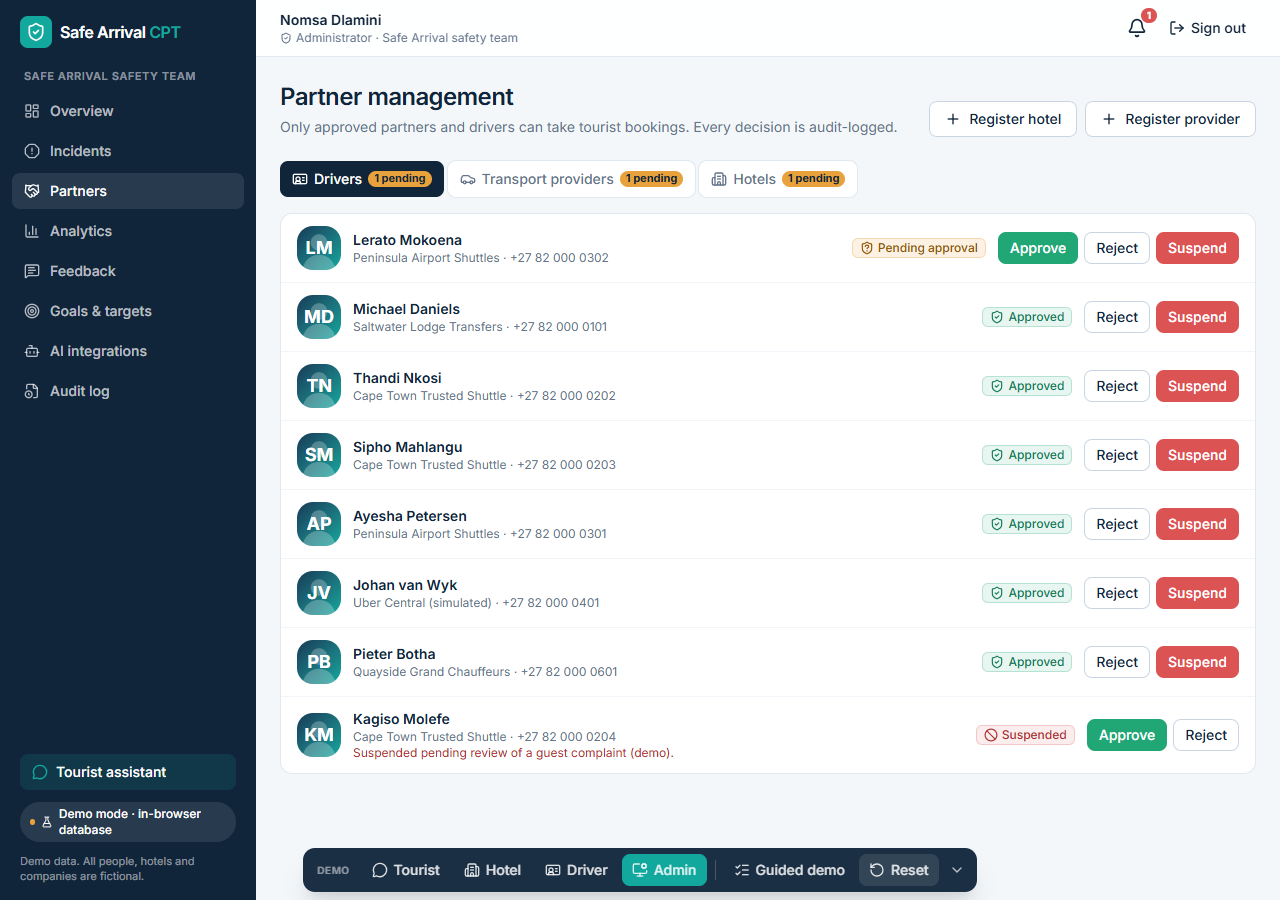 Safe Arrival CPT
SAFE ARRIVAL SAFETY TEAM
Overview
Incidents
Partners
Analytics
Feedback
Goals & targets
AI integrations
Audit log
Tourist assistant
Demo mode · in-browser
database
Demo data. All people, hotels and
companies are fictional.
Nomsa Dlamini
Administrator · Safe Arrival safety team
1
Sign out
Partner management
Only approved partners and drivers can take tourist bookings. Every decision is audit-logged.
Register hotel
Register provider
Drivers 1 pending
Transport providers 1 pending
Hotels 1 pending
LM
Lerato Mokoena
Peninsula Airport Shuttles · +27 82 000 0302
Pending approval
Approve
Reject
Suspend
MD
Michael Daniels
Saltwater Lodge Transfers · +27 82 000 0101
Approved
Reject
Suspend
TN
Thandi Nkosi
Cape Town Trusted Shuttle · +27 82 000 0202
Approved
Reject
Suspend
SM
Sipho Mahlangu
Cape Town Trusted Shuttle · +27 82 000 0203
Approved
Reject
Suspend
AP
Ayesha Petersen
Peninsula Airport Shuttles · +27 82 000 0301
Approved
Reject
Suspend
JV
Johan van Wyk
Uber Central (simulated) · +27 82 000 0401
Approved
Reject
Suspend
PB
Pieter Botha
Quayside Grand Chauffeurs · +27 82 000 0601
Approved
Reject
Suspend
KM
Kagiso Molefe
Cape Town Trusted Shuttle · +27 82 000 0204
Suspended pending review of a guest complaint (demo).
Suspended
Approve
Reject
DEMO
Tourist
Hotel
Driver
Admin
Guided demo
Reset